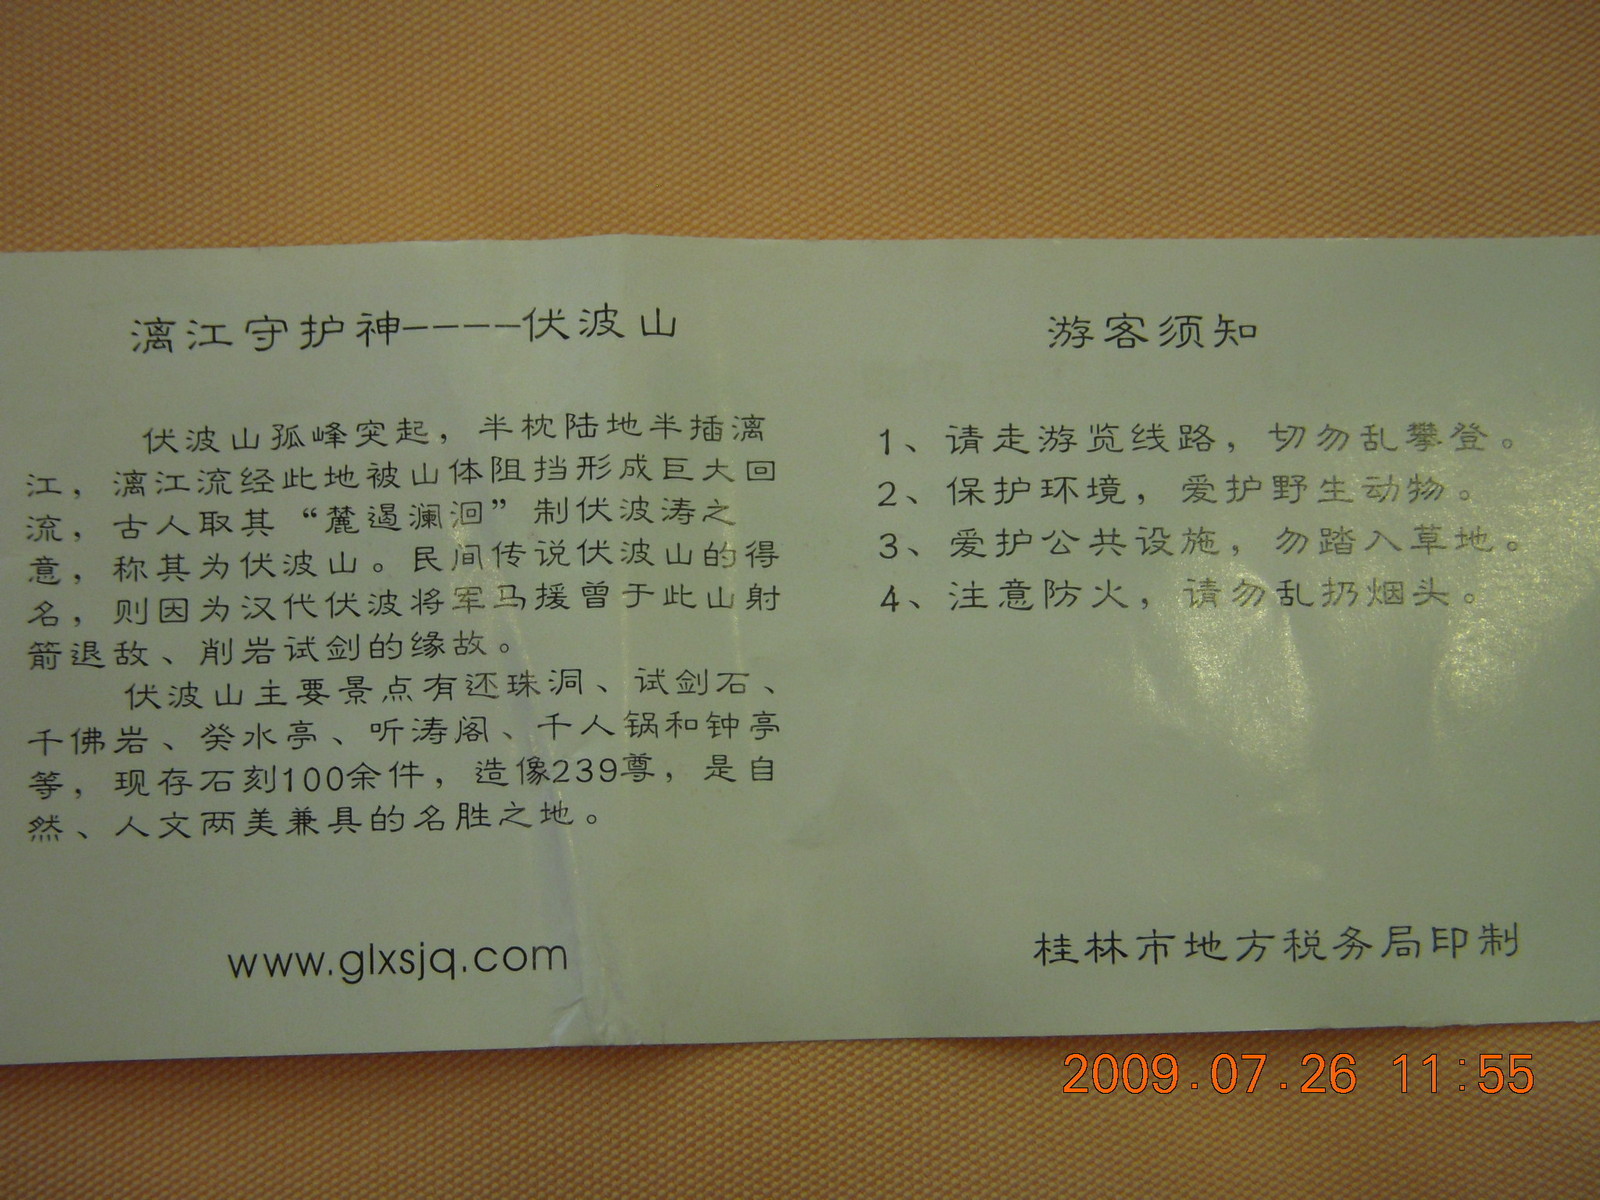 漓江守护神----伏波山
伏波山孤峰突起，半枕陆地半插漓
江，漓江流经此地被山体阻挡形成巨大回
流，古人取其“麓遏澜洄”制伏波涛之
意，称其为伏波山。民间传说伏波山的得
名，则因为汉代伏波将军马援曾于此山射
箭退敌、削岩试剑的缘故。
伏波山主要景点有还珠洞、试剑石、
千佛岩、癸水亭、听涛阁、千人锅和钟亭
等，现存石刻100余件，造像239尊，是自
然、人文两美兼具的名胜之地。
www.glxsjq.com
游客须知
1、请走游览线路，切勿乱攀登。
2、保护环境，爱护野生动物。
3、爱护公共设施，勿踏入草地。
4、注意防火，请勿乱扔烟头。
桂林市地方税务局印制
2009.07.26 11:55